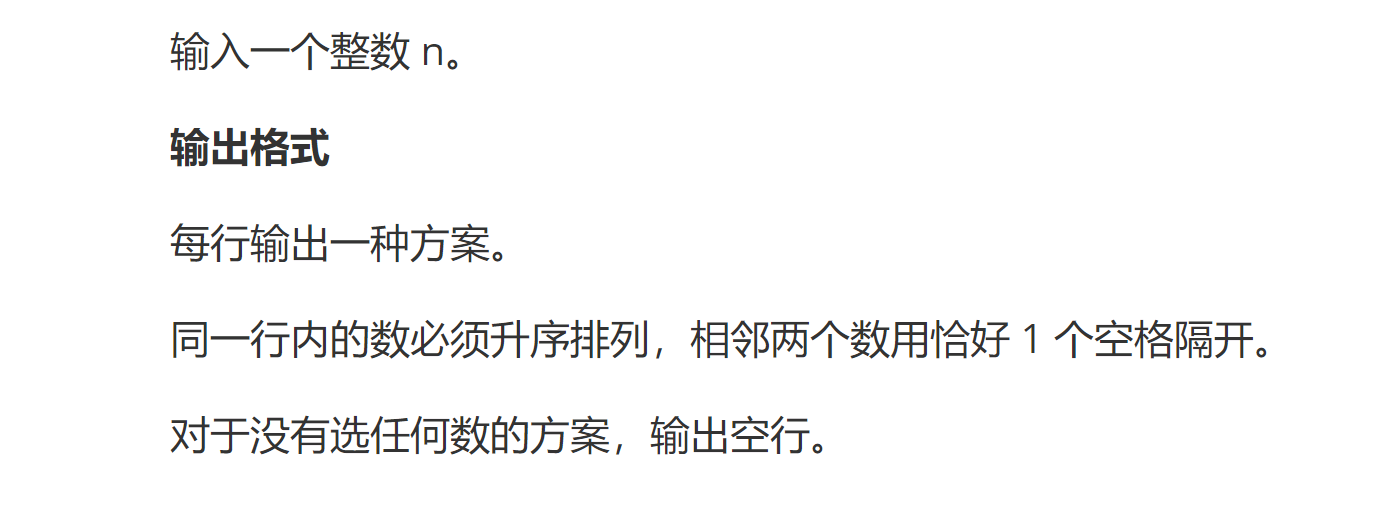 输入一个整数 n。
输出格式
每行输出一种方案。
同一行内的数必须升序排列，相邻两个数用恰好 1 个空格隔开。
对于没有选任何数的方案，输出空行。